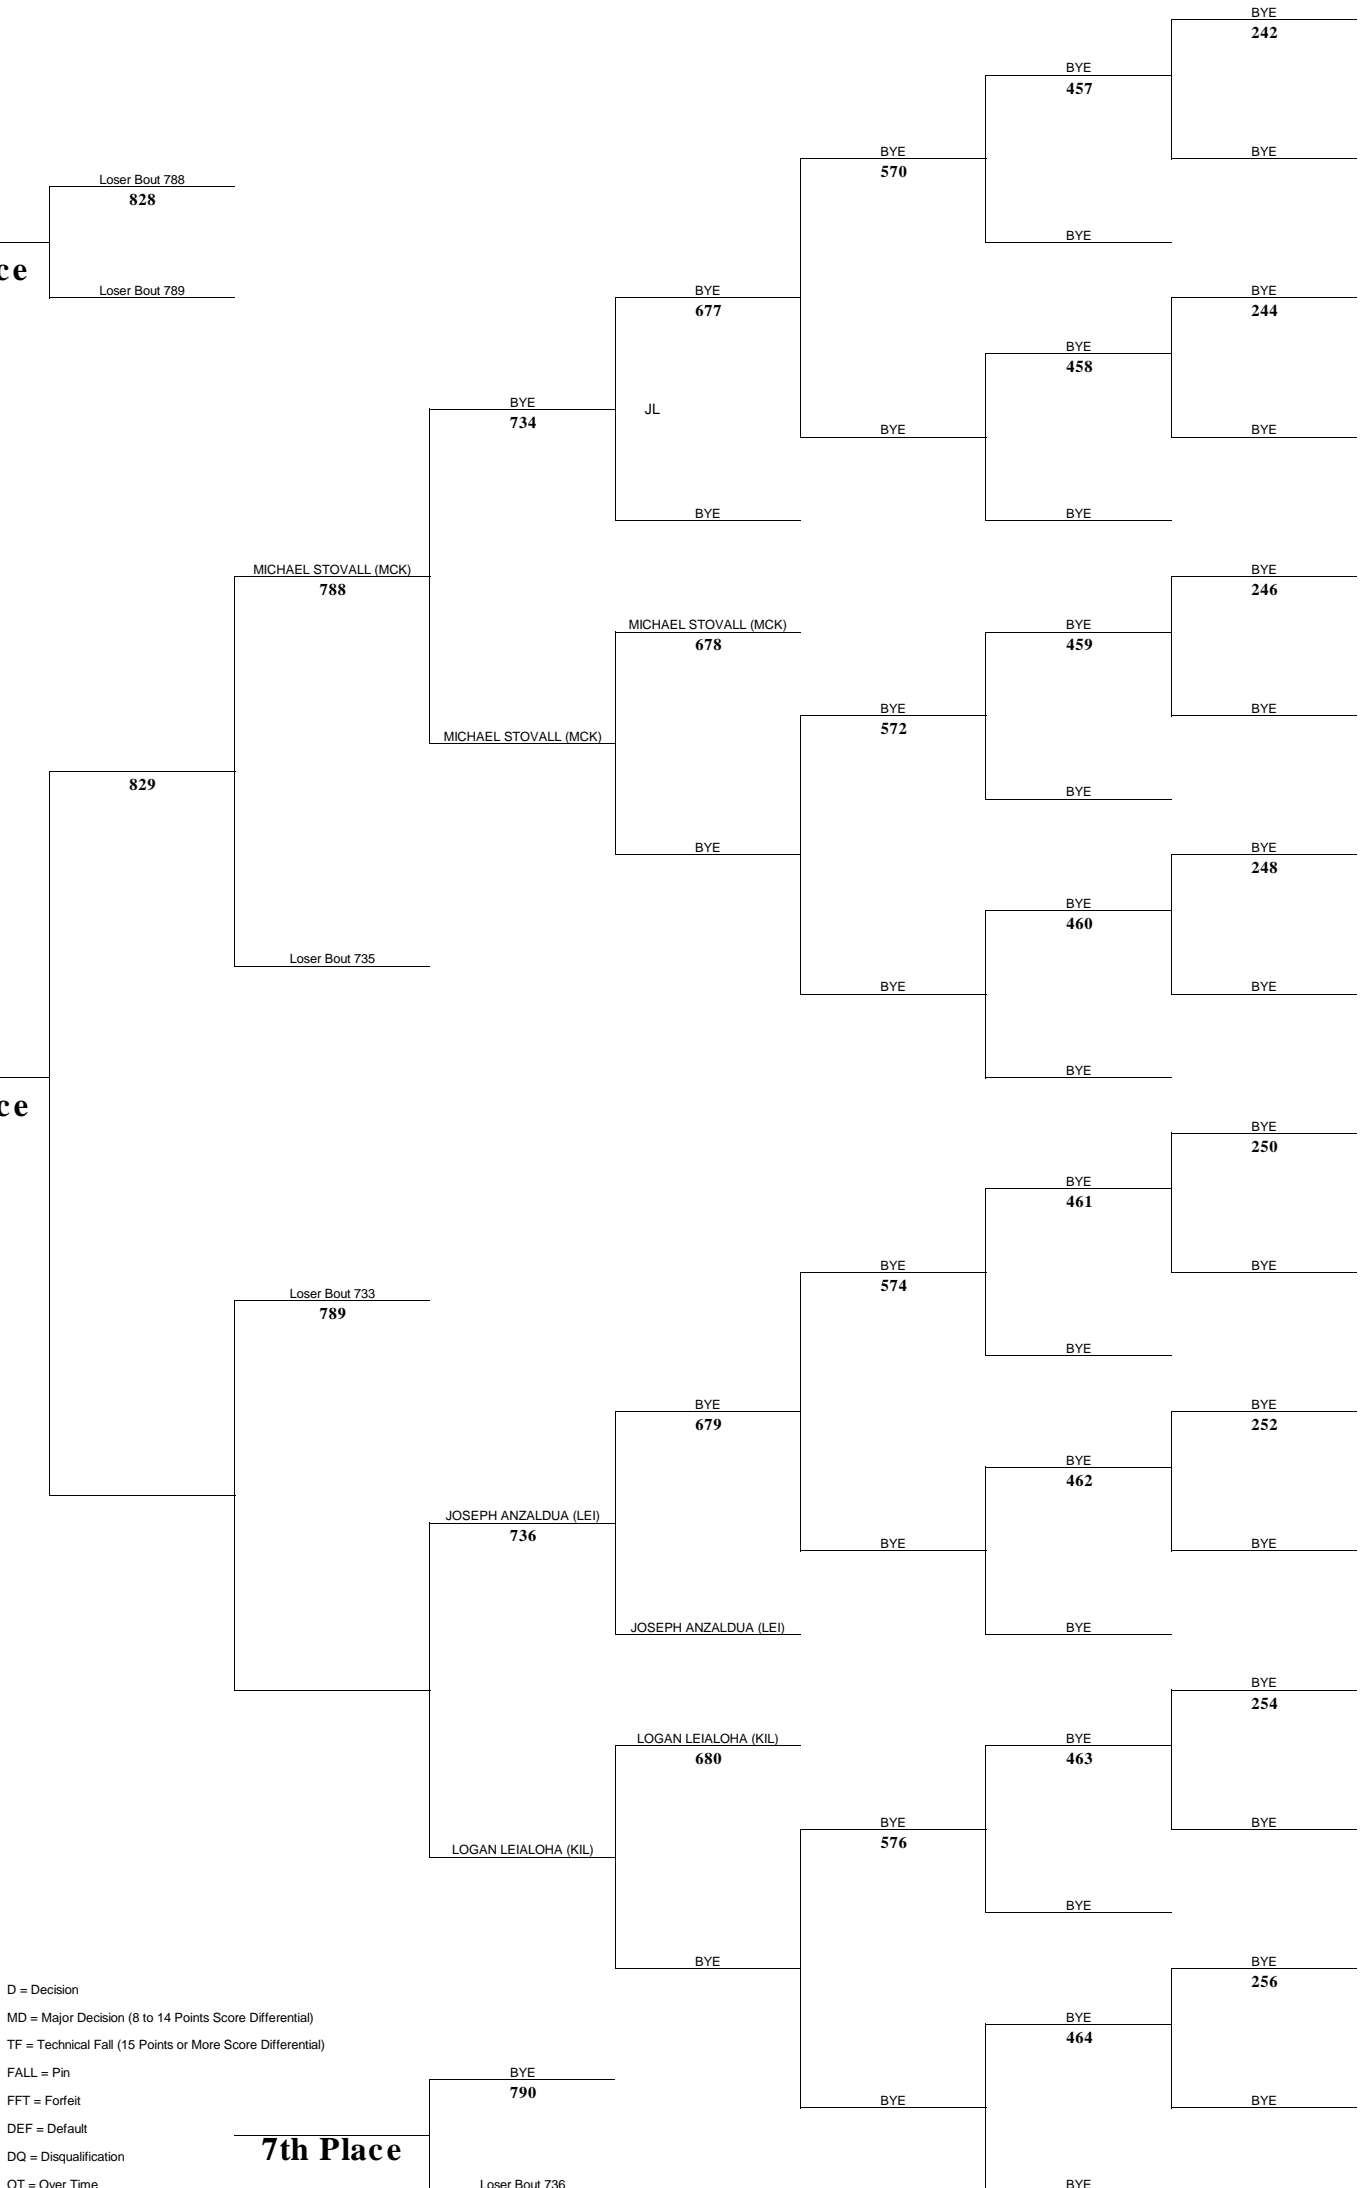 BYE
242
BYE
457
BYE
570
BYE
Loser Bout 788
828
BYE
ce
Loser Bout 789
BYE
677
BYE
244
BYE
458
BYE
734
JL
BYE
BYE
BYE
BYE
MICHAEL STOVALL (MCK)
788
BYE
246
MICHAEL STOVALL (MCK)
678
BYE
459
BYE
572
BYE
MICHAEL STOVALL (MCK)
829
BYE
BYE
BYE
248
BYE
460
Loser Bout 735
BYE
BYE
BYE
ce
BYE
250
BYE
461
BYE
574
BYE
Loser Bout 733
789
BYE
BYE
679
BYE
252
BYE
462
JOSEPH ANZALDUA (LEI)
736
BYE
BYE
JOSEPH ANZALDUA (LEI)
BYE
BYE
254
LOGAN LEIALOHA (KIL)
680
BYE
463
BYE
576
BYE
LOGAN LEIALOHA (KIL)
BYE
BYE
BYE
256
D = Decision
MD = Major Decision (8 to 14 Points Score Differential)
BYE
464
TF = Technical Fall (15 Points or More Score Differential)
FALL = Pin
BYE
790
FFT = Forfeit
BYE
BYE
DEF = Default
7th Place
DQ = Disqualification
OT = Over Time
Loser Bout 736
BYE